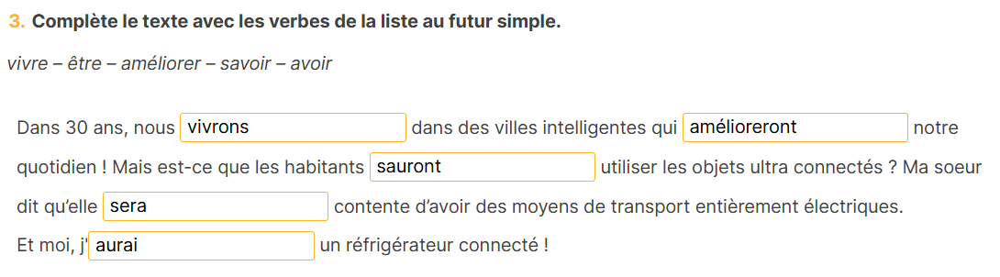 3. Complète le texte avec les verbes de la liste au futur simple.
vivre – être – améliorer – savoir – avoir
Dans 30 ans, nous vivrons dans des villes intelligentes qui amélioreront notre
quotidien ! Mais est-ce que les habitants sauront utiliser les objets ultra connectés ? Ma soeur
dit qu’elle sera contente d’avoir des moyens de transport entièrement électriques.
Et moi, j' aurai un réfrigérateur connecté !